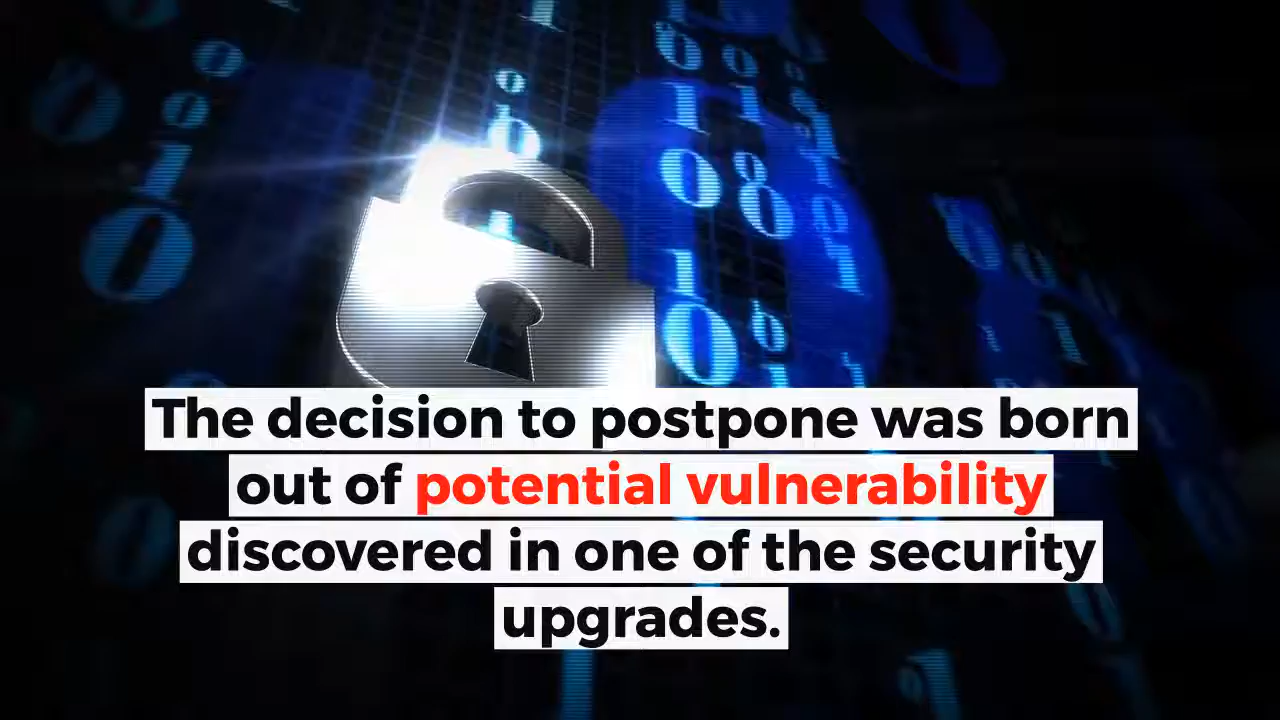 The decision to postpone was born
out of potential vulnerability
discovered in one of the security
upgrades.